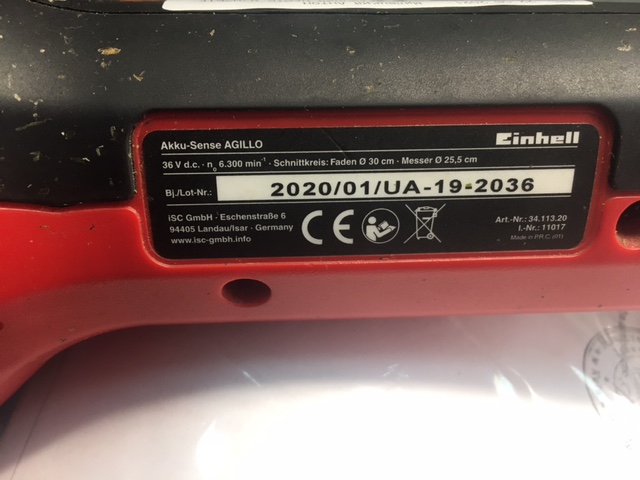 Akku-Sense AGILLO
Einhell
36 V d.c. · n₀ 6.300 min⁻¹ · Schnittkreis: Faden Ø 30 cm · Messer Ø 25,5 cm
Bj./Lot-Nr.: 2020/01/UA-19-2036
iSC GmbH · Eschenstraße 6
94405 Landau/Isar · Germany
www.isc-gmbh.info
CE
Art.-Nr.: 34.113.20
I.-Nr.: 11017
Made in P.R.C. (01)